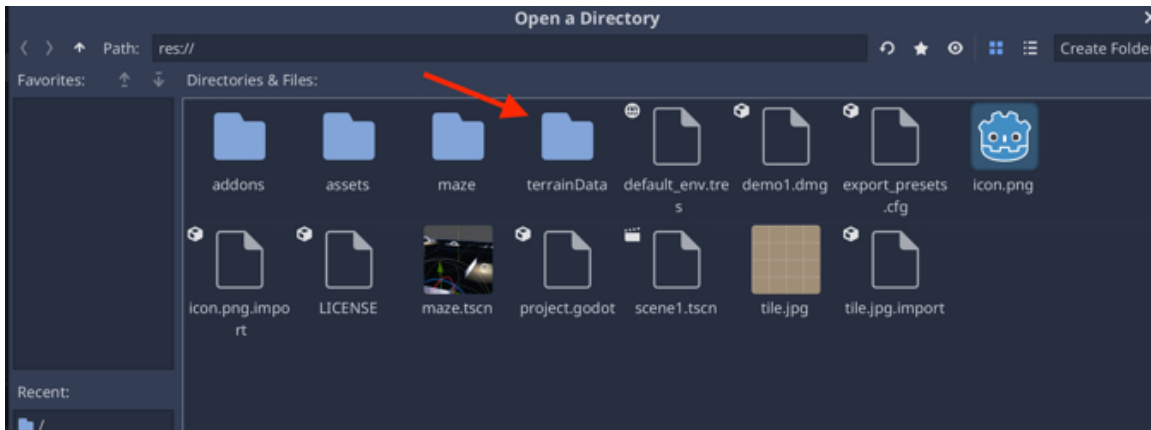 Open a Directory
Path: res://
Create Folder
Favorites:
Directories & Files:
addons assets maze terrainData default_env.tre demo1.dmg export_presets icon.png
s .cfg
icon.png.impo LICENSE maze.tscn project.godot scene1.tscn tile.jpg tile.jpg.import
rt
Recent:
/